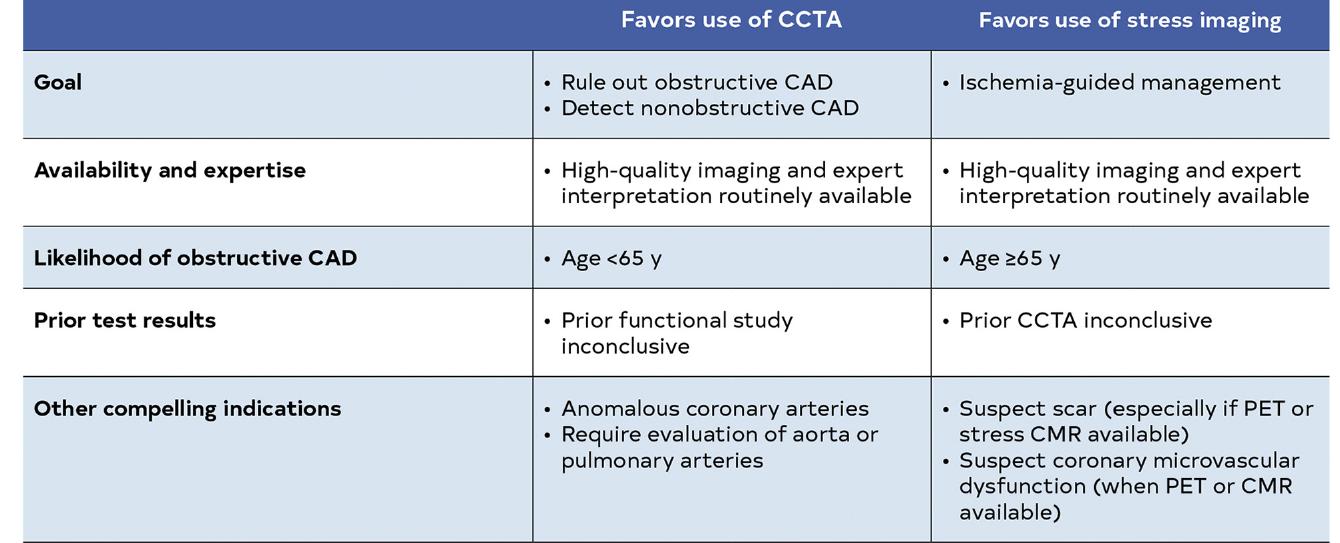 Favors use of CCTA
Favors use of stress imaging
Goal
• Rule out obstructive CAD
• Detect nonobstructive CAD
• Ischemia-guided management
Availability and expertise
• High-quality imaging and expert
interpretation routinely available
• High-quality imaging and expert
interpretation routinely available
Likelihood of obstructive CAD
• Age <65 y
• Age ≥65 y
Prior test results
• Prior functional study
inconclusive
• Prior CCTA inconclusive
Other compelling indications
• Anomalous coronary arteries
• Require evaluation of aorta or
pulmonary arteries
• Suspect scar (especially if PET or
stress CMR available)
• Suspect coronary microvascular
dysfunction (when PET or CMR
available)